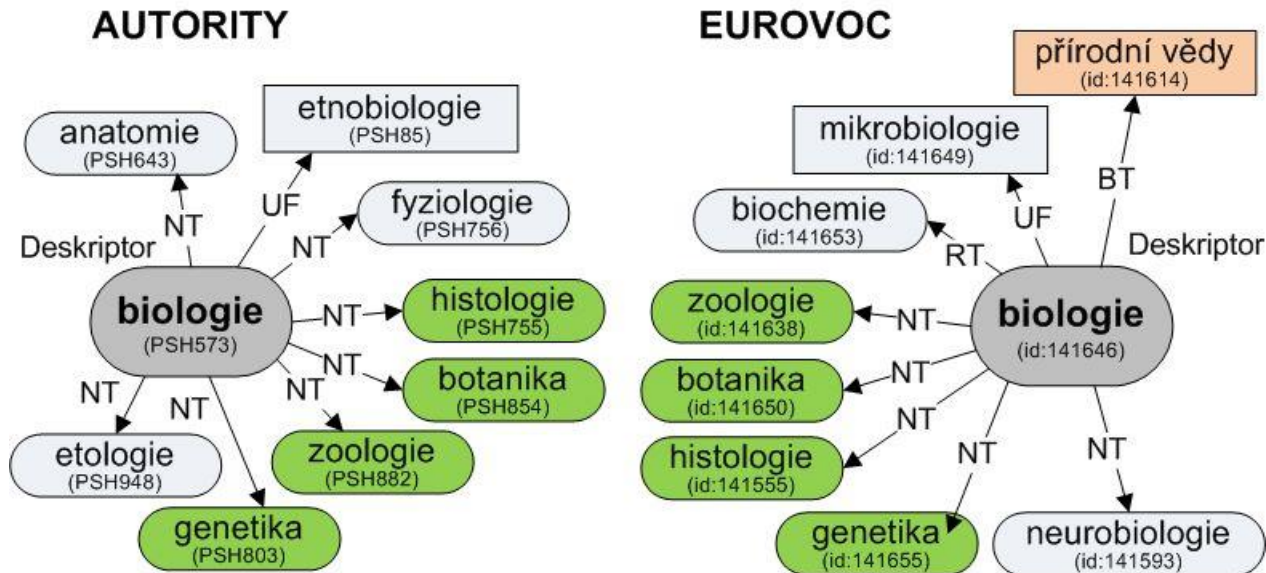 AUTORITY
anatomie
(PSH643)
etnobiologie
(PSH85)
NT
UF
fyziologie
(PSH756)
NT
Deskriptor
biologie
(PSH573)
NT
histologie
(PSH755)
NT
botanika
(PSH854)
NT
zoologie
(PSH882)
NT
etologie
(PSH948)
NT
genetika
(PSH803)
EUROVOC
přírodní vědy
(id:141614)
mikrobiologie
(id:141649)
BT
biochemie
(id:141653)
UF
RT
Deskriptor
biologie
(id:141646)
zoologie
(id:141638)
NT
botanika
(id:141650)
NT
histologie
(id:141555)
NT
genetika
(id:141655)
NT
neurobiologie
(id:141593)
NT